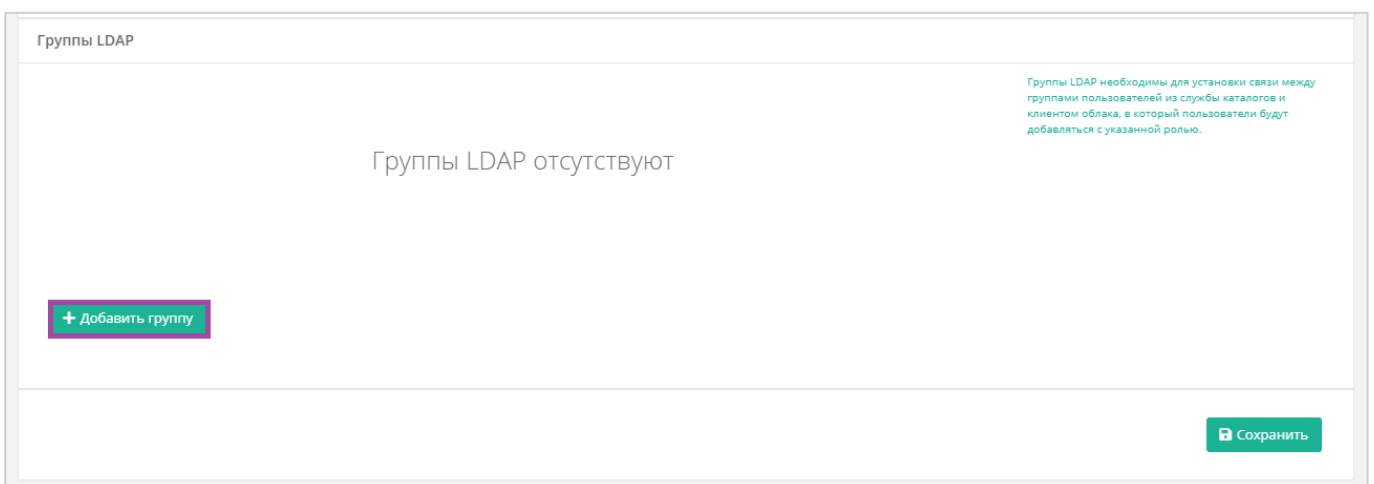 Группы LDAP
Группы LDAP необходимы для установки связи между
группами пользователей из службы каталогов и
клиентом облака, в который пользователи будут
добавляться с указанной ролью.
Группы LDAP отсутствуют
+ Добавить группу
Сохранить